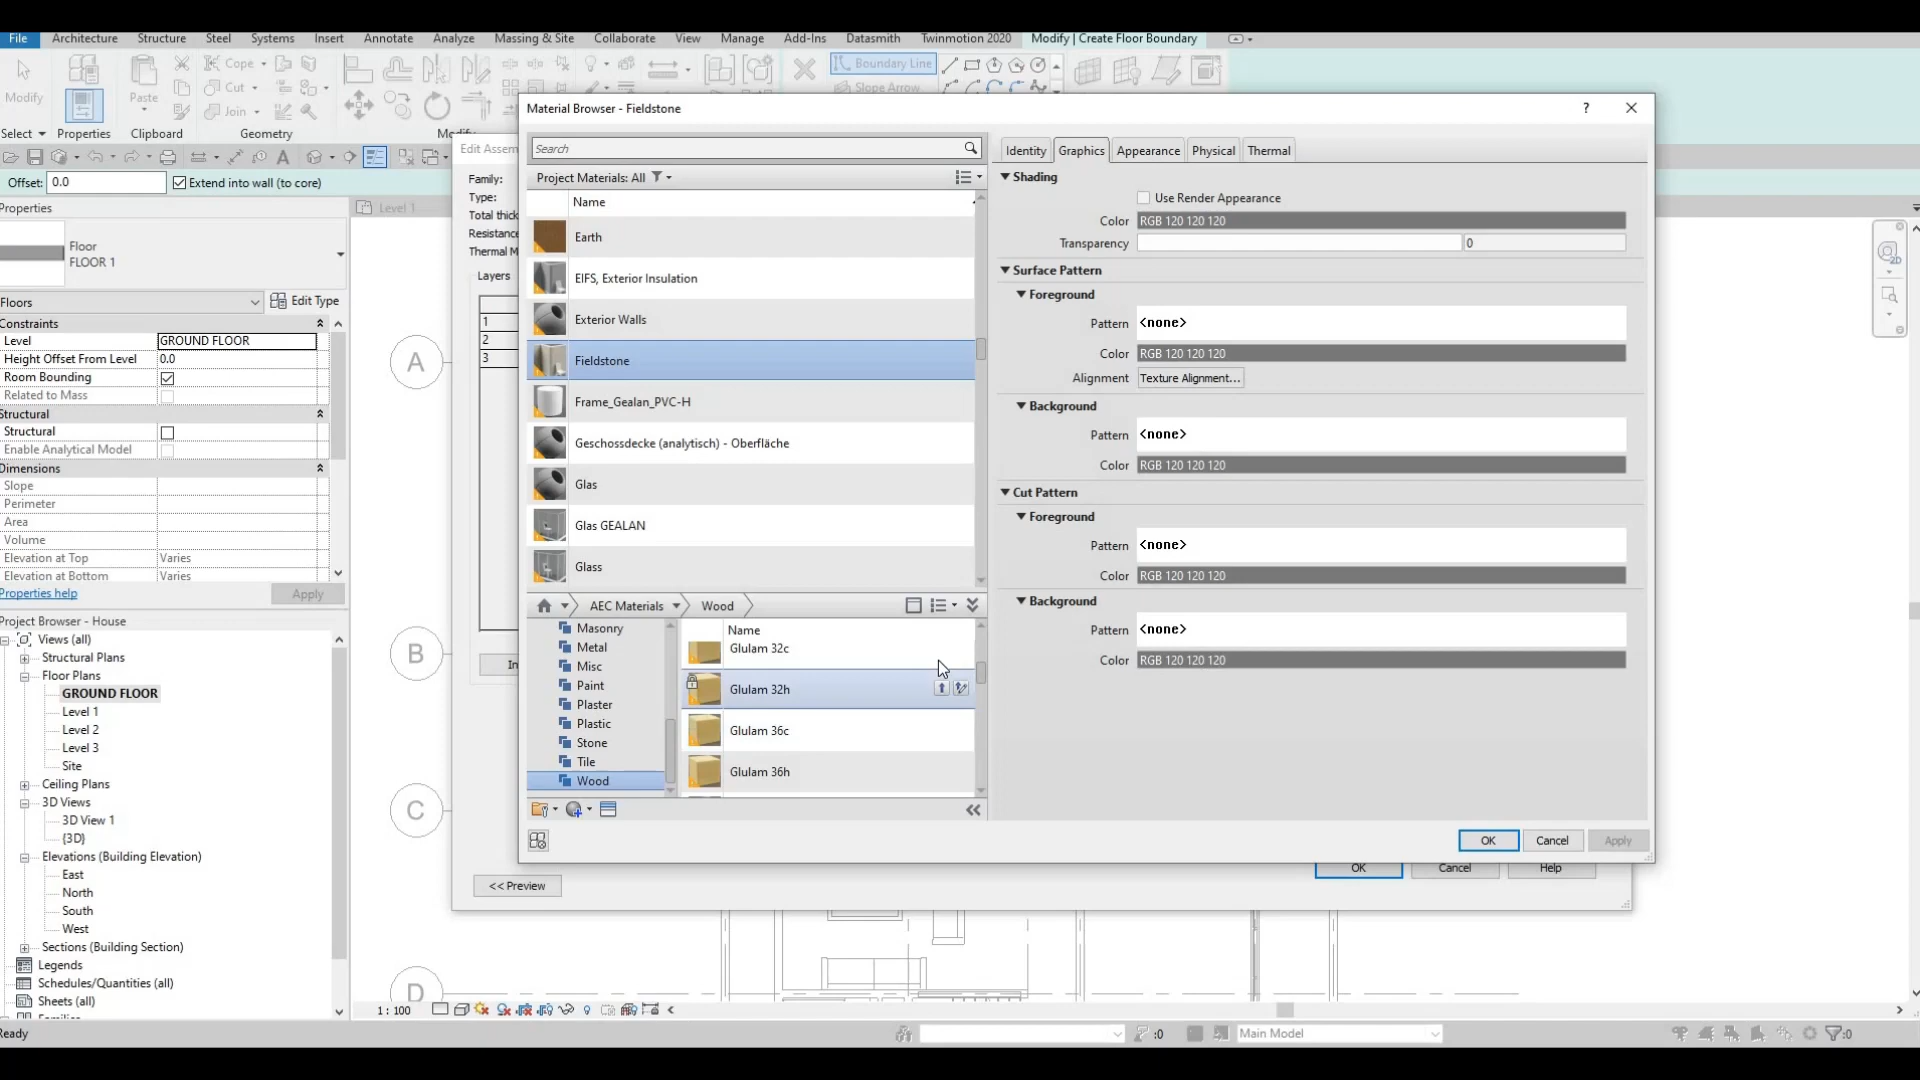 File Architecture Structure Steel Systems Insert Annotate Analyze Massing & Site Collaborate View Manage Add-Ins Datasmith Twinmotion 2020 Modify | Create Floor Boundary
Modify Paste Cope Cut Join Boundary Line
Slope Arrow
Select Properties Clipboard Geometry
Offset: 0.0 Extend into wall (to core)
Properties
Floor
FLOOR 1
Floors Edit Type
Constraints
Level GROUND FLOOR
Height Offset From Level 0.0
Room Bounding
Related to Mass
Structural
Structural
Enable Analytical Model
Dimensions
Slope
Perimeter
Area
Volume
Elevation at Top Varies
Elevation at Bottom Varies
Properties help Apply
Project Browser - House
Views (all)
Structural Plans
Floor Plans
GROUND FLOOR
Level 1
Level 2
Level 3
Site
Ceiling Plans
3D Views
3D View 1
{3D}
Elevations (Building Elevation)
East
North
South
West
Sections (Building Section)
Legends
Schedules/Quantities (all)
Sheets (all)
Level 1
A
B
C
D
Edit Assem
Family:
Type:
Total thick
Resistance
Thermal M
Layers
1
2
3
In
<< Preview
OK Cancel Help
Material Browser - Fieldstone
? 
Search
Project Materials: All
Name
Earth
EIFS, Exterior Insulation
Exterior Walls
Fieldstone
Frame_Gealan_PVC-H
Geschossdecke (analytisch) - Oberfläche
Glas
Glas GEALAN
Glass
AEC Materials Wood
Masonry
Metal
Misc
Paint
Plaster
Plastic
Stone
Tile
Wood
Name
Glulam 32c
Glulam 32h
Glulam 36c
Glulam 36h
Identity Graphics Appearance Physical Thermal
Shading
Use Render Appearance
Color RGB 120 120 120
Transparency 0
Surface Pattern
Foreground
Pattern <none>
Color RGB 120 120 120
Alignment Texture Alignment...
Background
Pattern <none>
Color RGB 120 120 120
Cut Pattern
Foreground
Pattern <none>
Color RGB 120 120 120
Background
Pattern <none>
Color RGB 120 120 120
OK Cancel Apply
1 : 100
Ready :0 Main Model :0